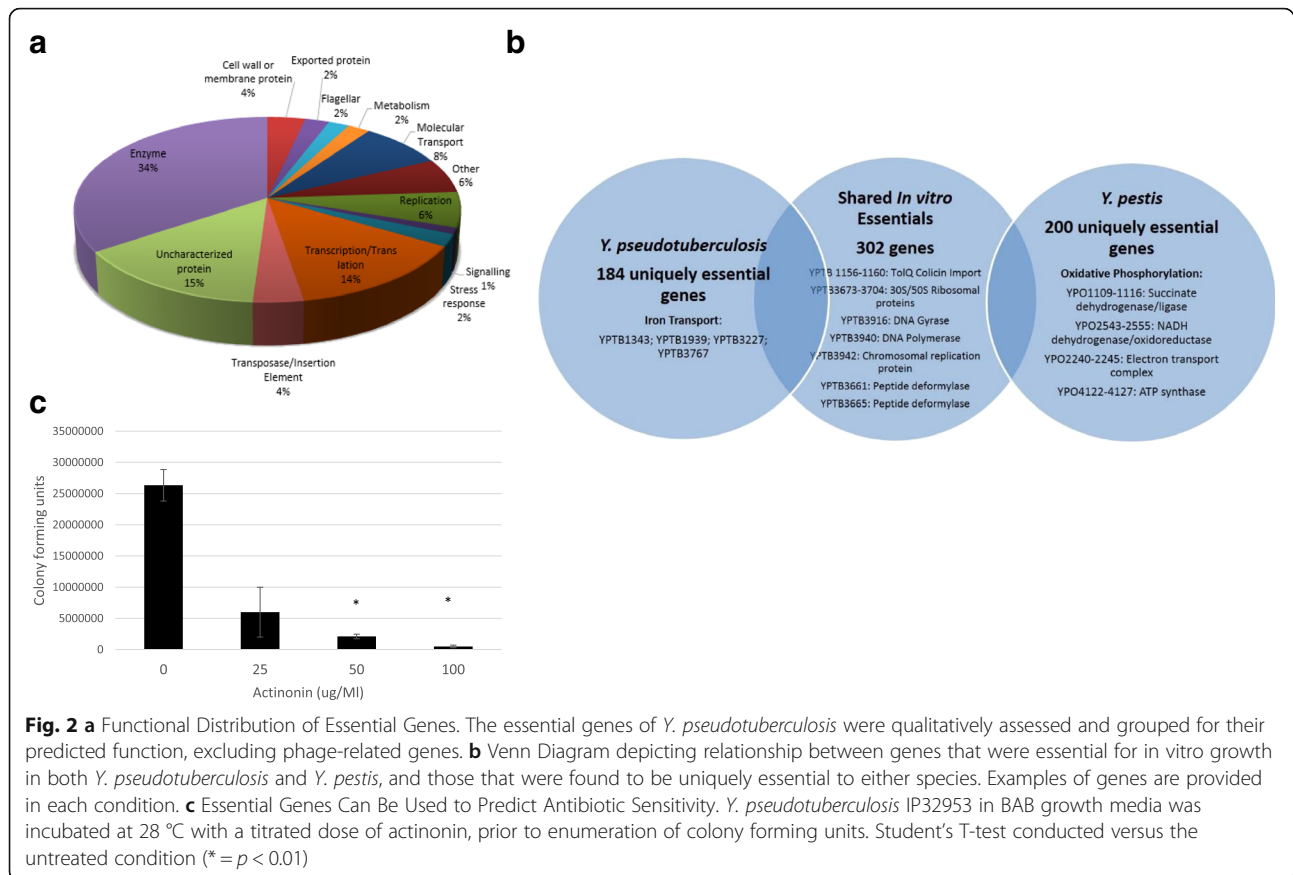 a
Cell wall or
membrane protein
4%
Exported protein
2%
Flagellar
2%
Metabolism
2%
Molecular
Transport
8%
Other
6%
Replication
6%
Signalling
1%
Stress
response
2%
Transcription/Trans
lation
14%
Transposase/Insertion
Element
4%
Uncharacterized
protein
15%
Enzyme
34%
b
Y. pseudotuberculosis
184 uniquely essential
genes
Iron Transport:
YPTB1343; YPTB1939; YPTB3227;
YPTB3767
Shared In vitro
Essentials
302 genes
YPTB 1156-1160: TolQ Colicin Import
YPTB3673-3704: 30S/50S Ribosomal
proteins
YPTB3916: DNA Gyrase
YPTB3940: DNA Polymerase
YPTB3942: Chromosomal replication
protein
YPTB3661: Peptide deformylase
YPTB3665: Peptide deformylase
Y. pestis
200 uniquely essential
genes
Oxidative Phosphorylation:
YPO1109-1116: Succinate
dehydrogenase/ligase
YPO2543-2555: NADH
dehydrogenase/oxidoreductase
YPO2240-2245: Electron transport
complex
YPO4122-4127: ATP synthase
c
Colony forming units
35000000
30000000
25000000
20000000
15000000
10000000
5000000
0
* *
0 25 50 100
Actinonin (ug/Ml)
Fig. 2 a Functional Distribution of Essential Genes. The essential genes of Y. pseudotuberculosis were qualitatively assessed and grouped for their
predicted function, excluding phage-related genes. b Venn Diagram depicting relationship between genes that were essential for in vitro growth
in both Y. pseudotuberculosis and Y. pestis, and those that were found to be uniquely essential to either species. Examples of genes are provided
in each condition. c Essential Genes Can Be Used to Predict Antibiotic Sensitivity. Y. pseudotuberculosis IP32953 in BAB growth media was
incubated at 28 °C with a titrated dose of actinonin, prior to enumeration of colony forming units. Student's T-test conducted versus the
untreated condition (* = p < 0.01)